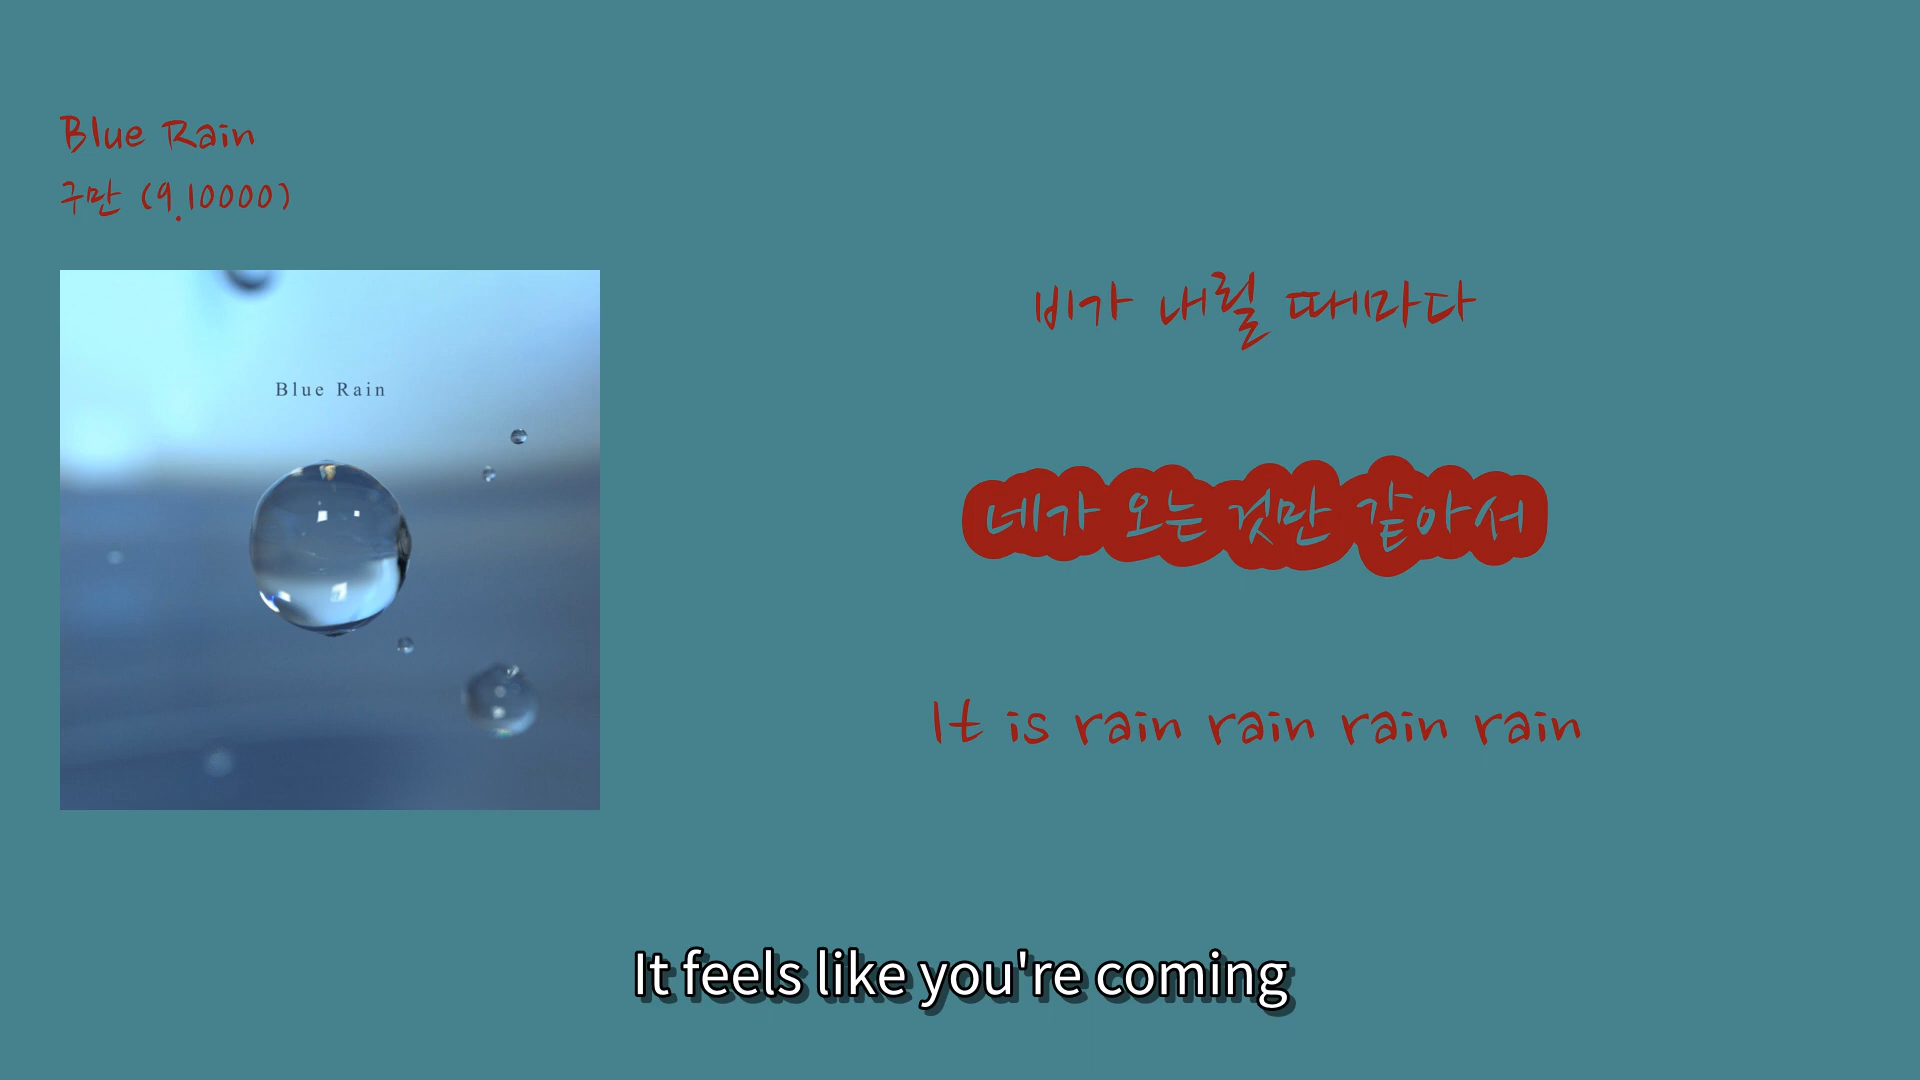 Blue Rain
구만 (9.10000)
Blue Rain
비가 내릴 때마다
네가 오는 것만 같아서
It is rain rain rain rain
It feels like you're coming